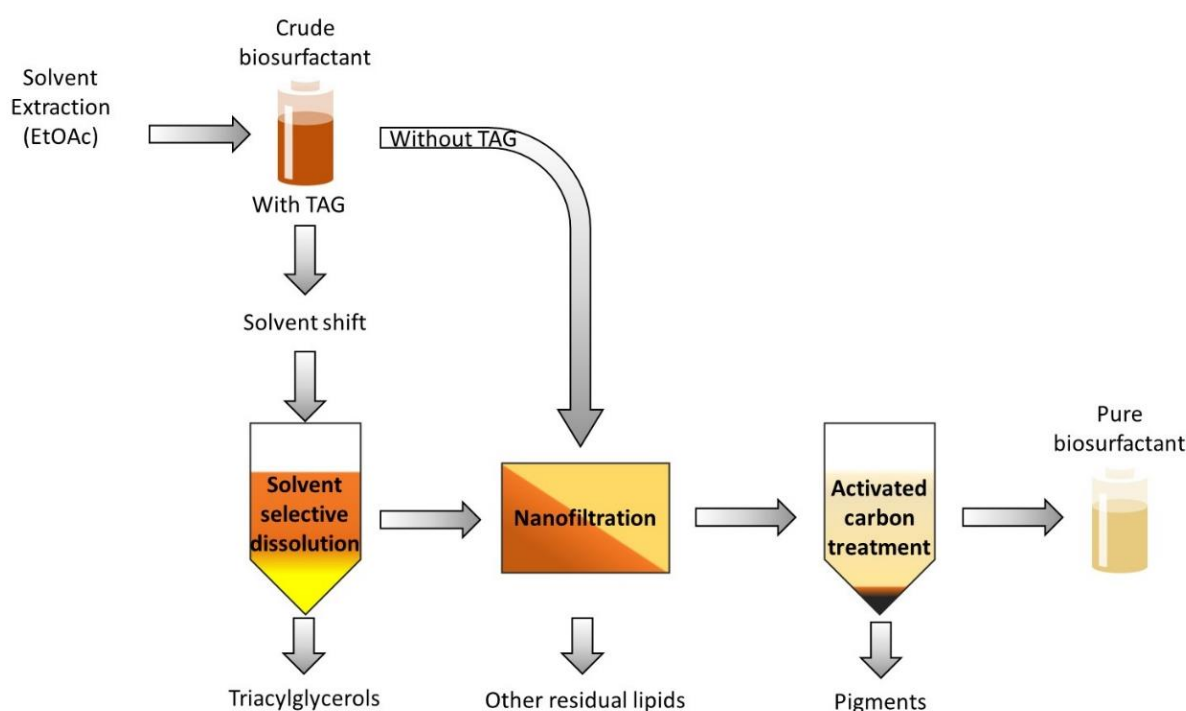 Crude
biosurfactant
Solvent
Extraction
(EtOAc)
Without TAG
With TAG
Solvent shift
Solvent
selective
dissolution
Nanofiltration
Activated
carbon
treatment
Pure
biosurfactant
Triacylglycerols
Other residual lipids
Pigments